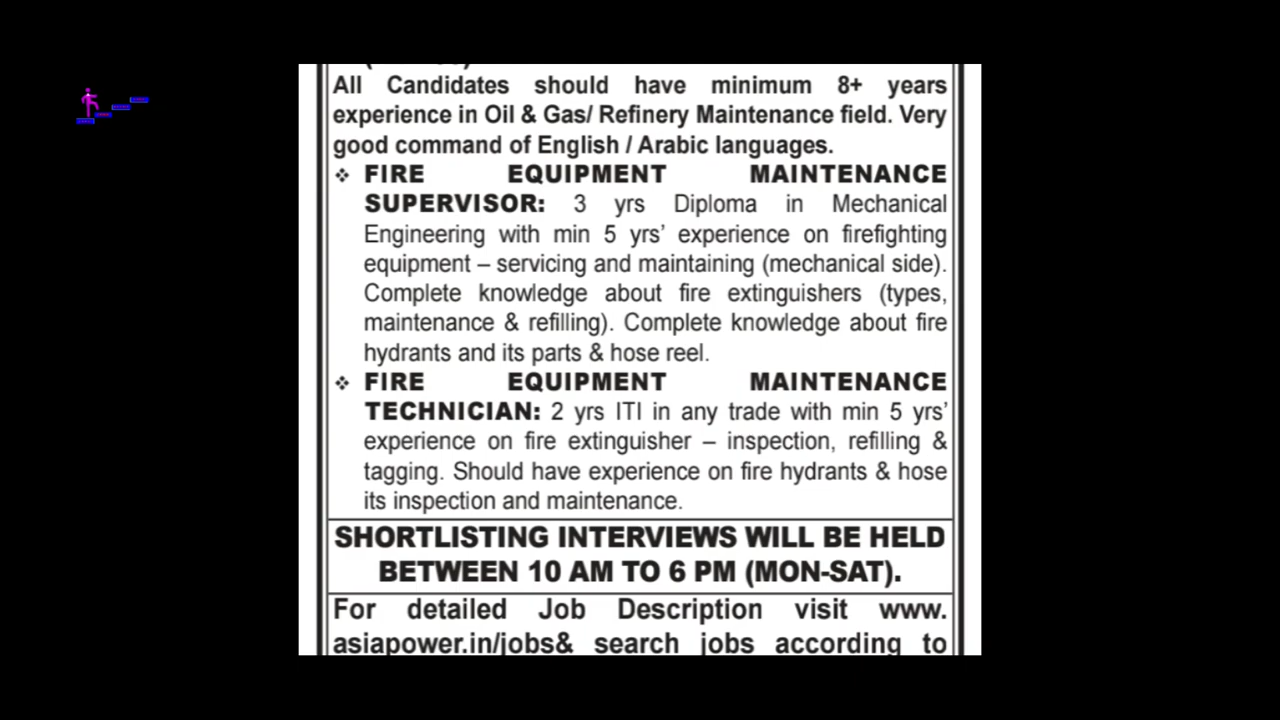 All Candidates should have minimum 8+ years
experience in Oil & Gas/ Refinery Maintenance field. Very
good command of English / Arabic languages.
❖ FIRE EQUIPMENT MAINTENANCE
SUPERVISOR: 3 yrs Diploma in Mechanical
Engineering with min 5 yrs’ experience on firefighting
equipment – servicing and maintaining (mechanical side).
Complete knowledge about fire extinguishers (types,
maintenance & refilling). Complete knowledge about fire
hydrants and its parts & hose reel.
❖ FIRE EQUIPMENT MAINTENANCE
TECHNICIAN: 2 yrs ITI in any trade with min 5 yrs’
experience on fire extinguisher – inspection, refilling &
tagging. Should have experience on fire hydrants & hose
its inspection and maintenance.
SHORTLISTING INTERVIEWS WILL BE HELD
BETWEEN 10 AM TO 6 PM (MON-SAT).
For detailed Job Description visit www.
asiapower.in/jobs& search jobs according to